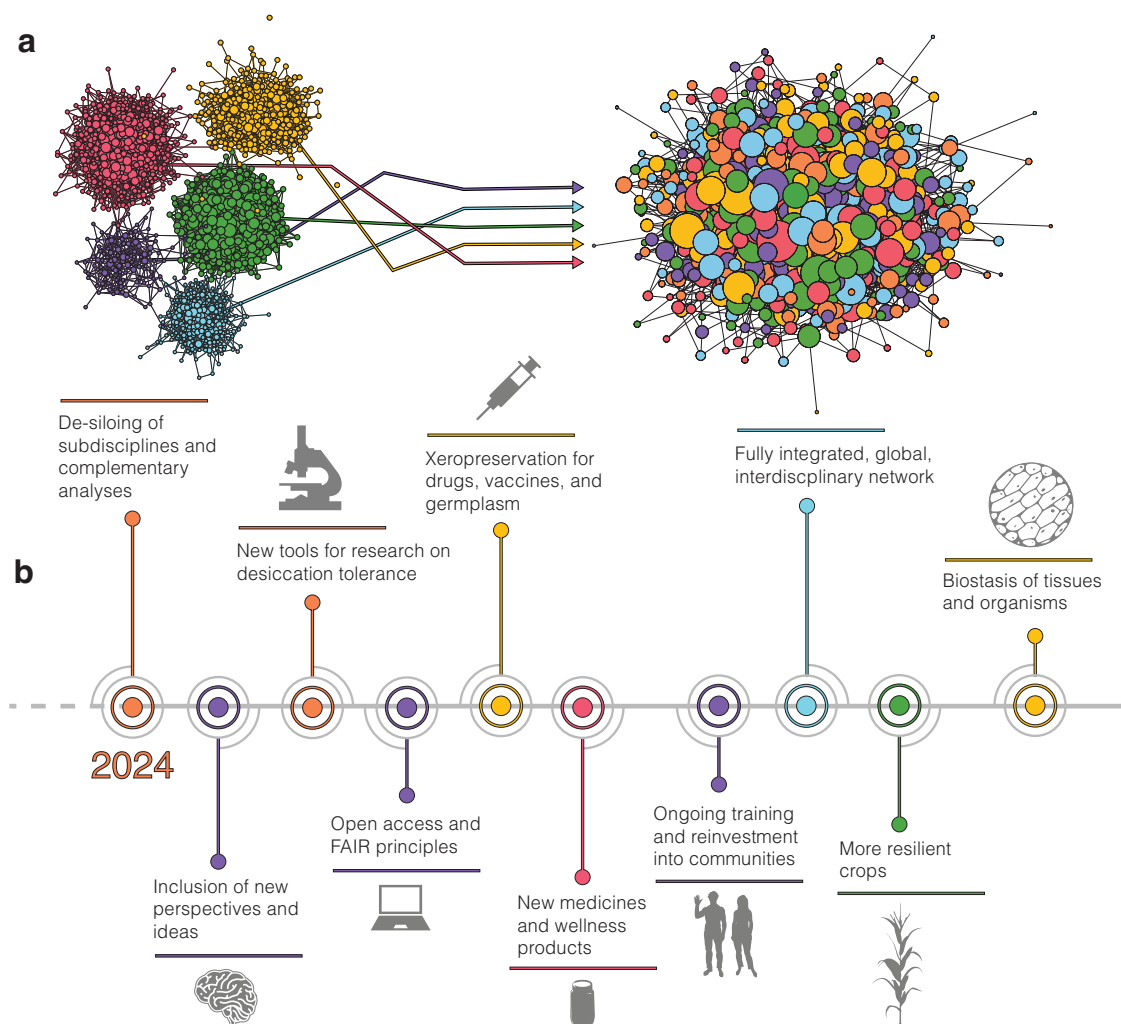 a
De-siloing of
subdisciplines and
complementary
analyses
New tools for research on
desiccation tolerance
Xeropreservation for
drugs, vaccines, and
germplasm
Fully integrated, global,
interdisclpinary network
Biostasis of tissues
and organisms
b
2024
Inclusion of new
perspectives and
ideas
Open access and
FAIR principles
New medicines
and wellness
products
Ongoing training
and reinvestment
into communities
More resilient
crops